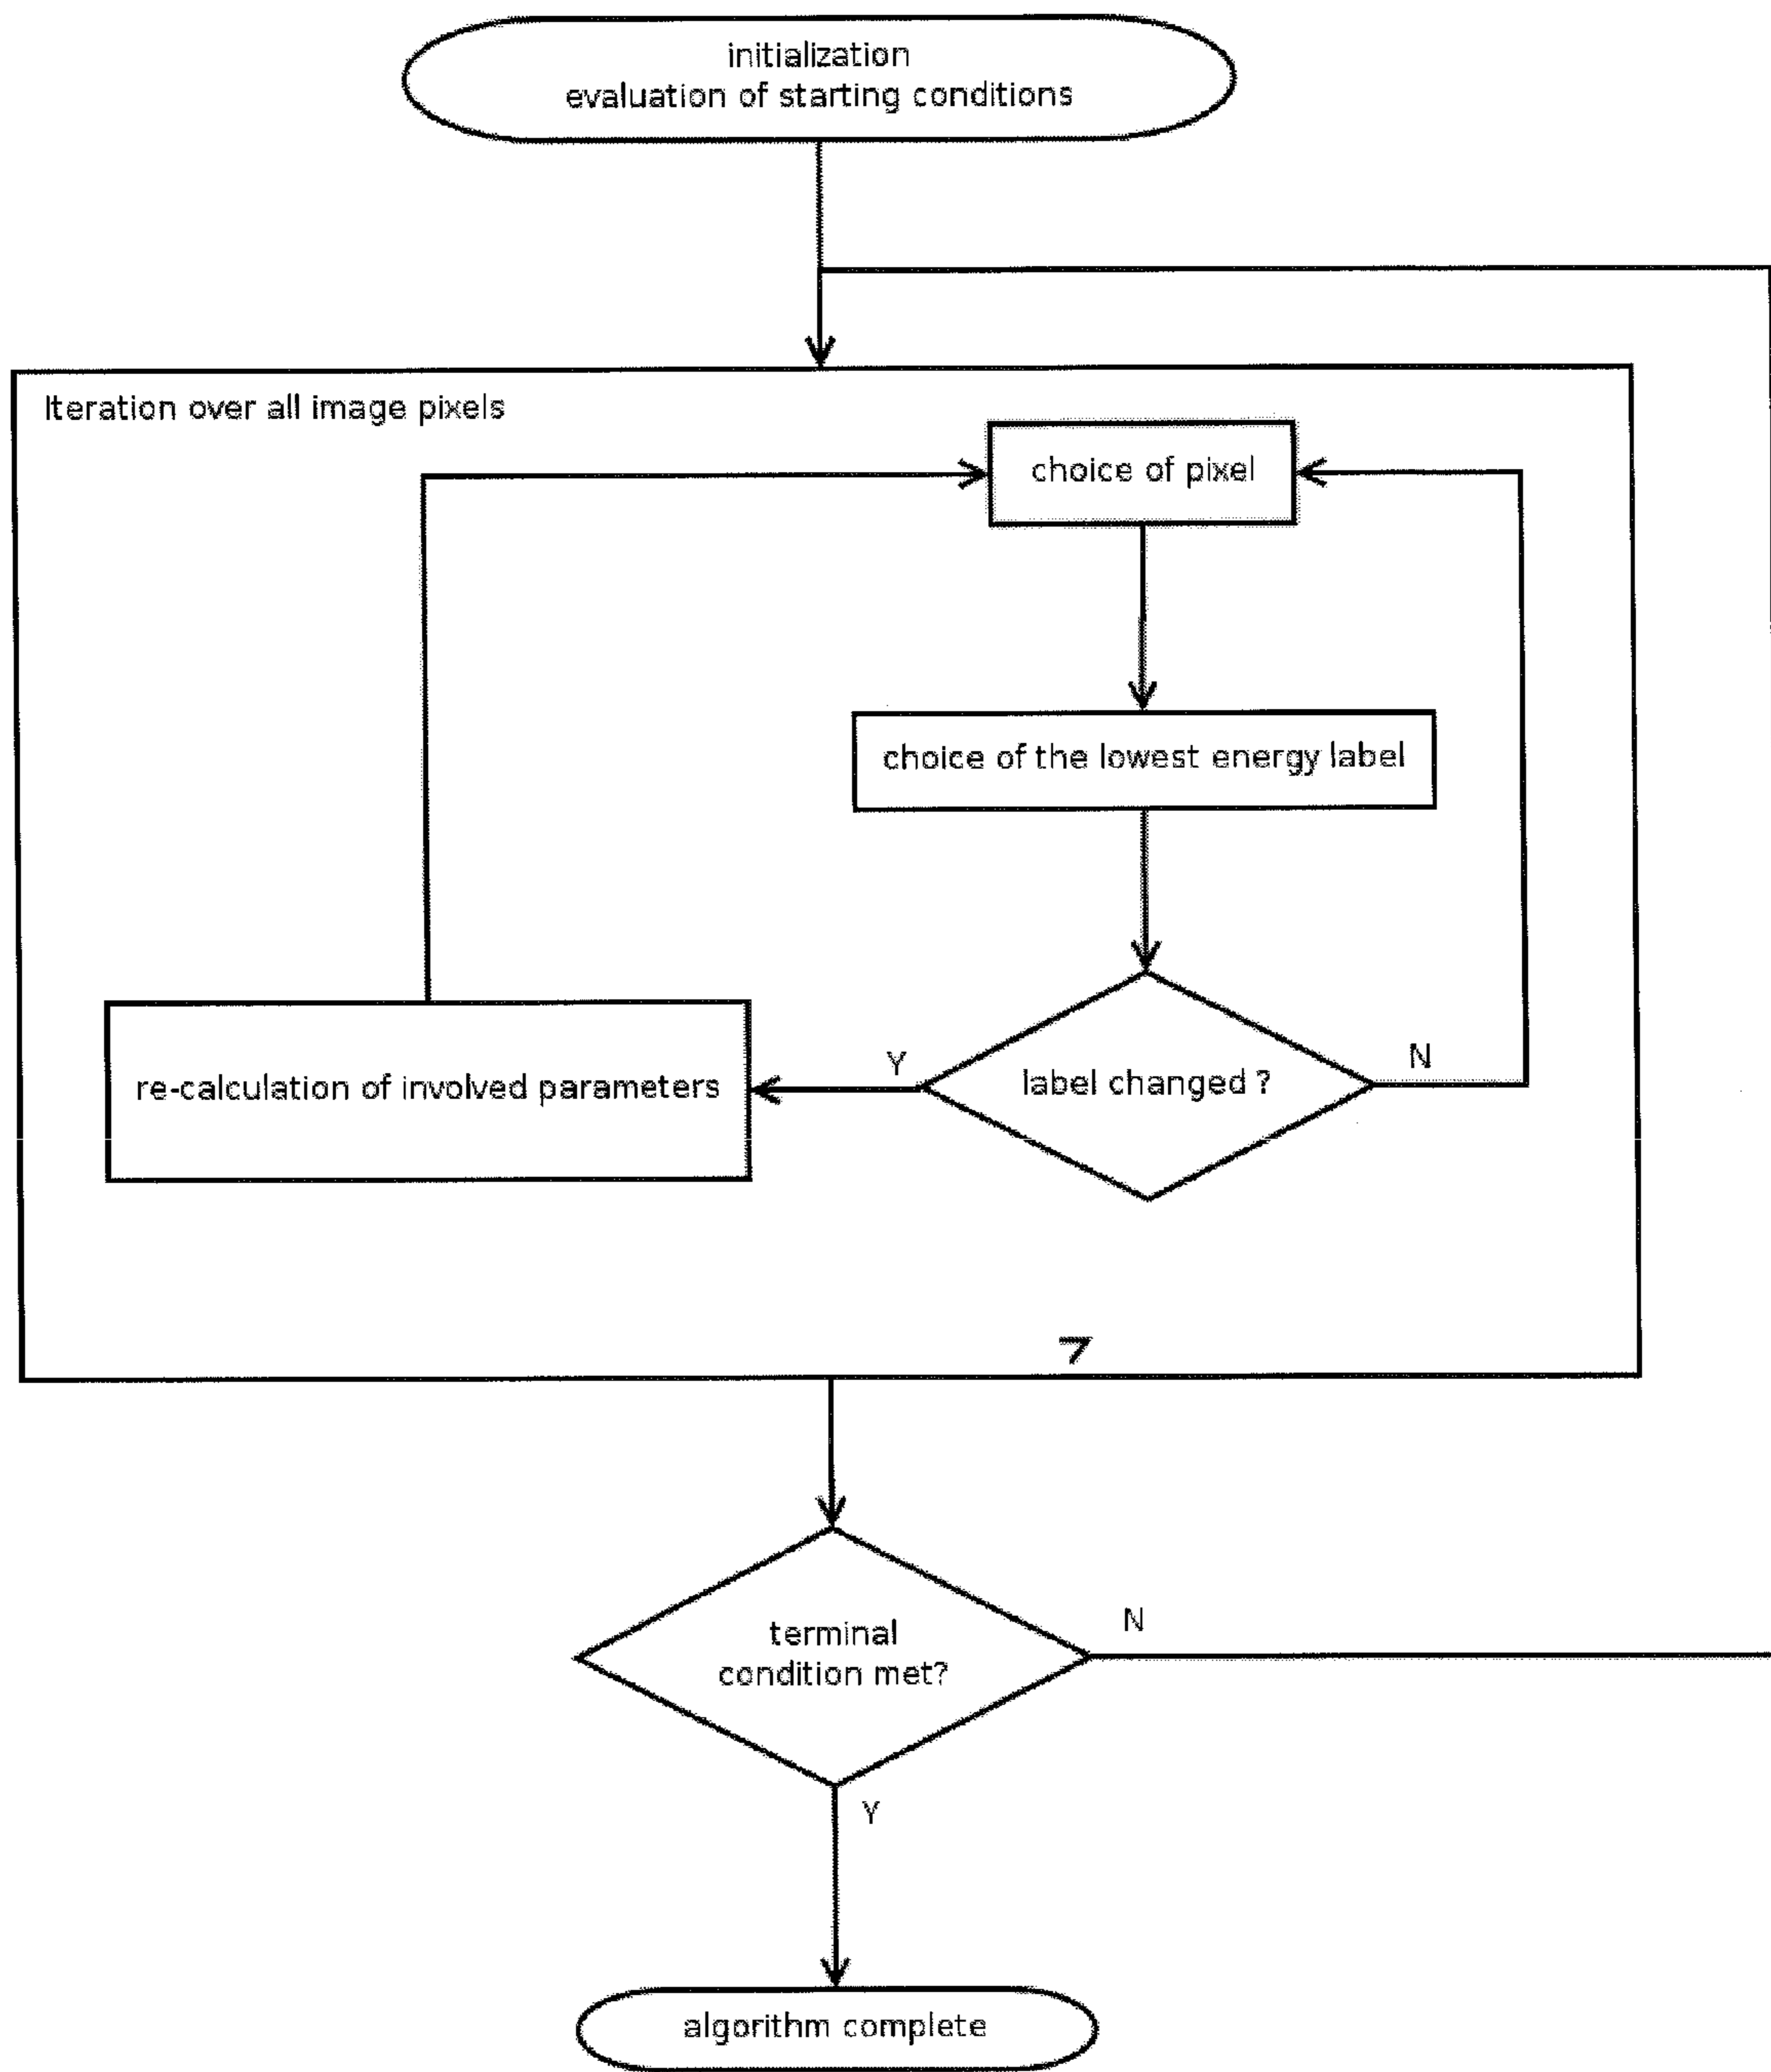 initialization
evaluation of starting conditions
Iteration over all image pixels
choice of pixel
choice of the lowest energy label
Y
label changed ?
N
re-calculation of involved parameters
terminal
condition met?
N
Y
algorithm complete